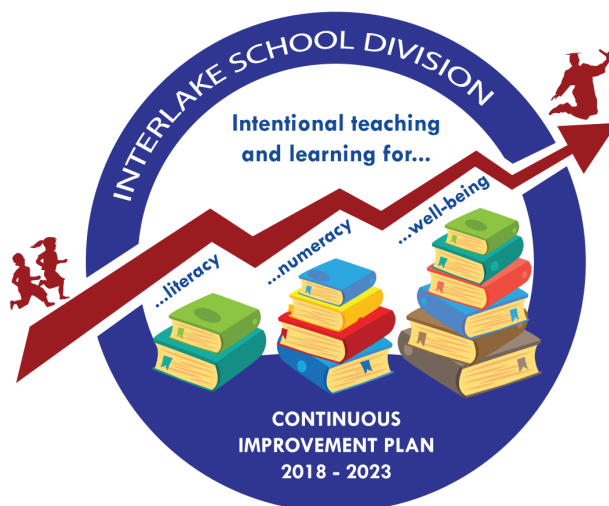 INTERLAKE SCHOOL DIVISION
Intentional teaching
and learning for...
...literacy
...numeracy
...well-being
CONTINUOUS
IMPROVEMENT PLAN
2018 - 2023